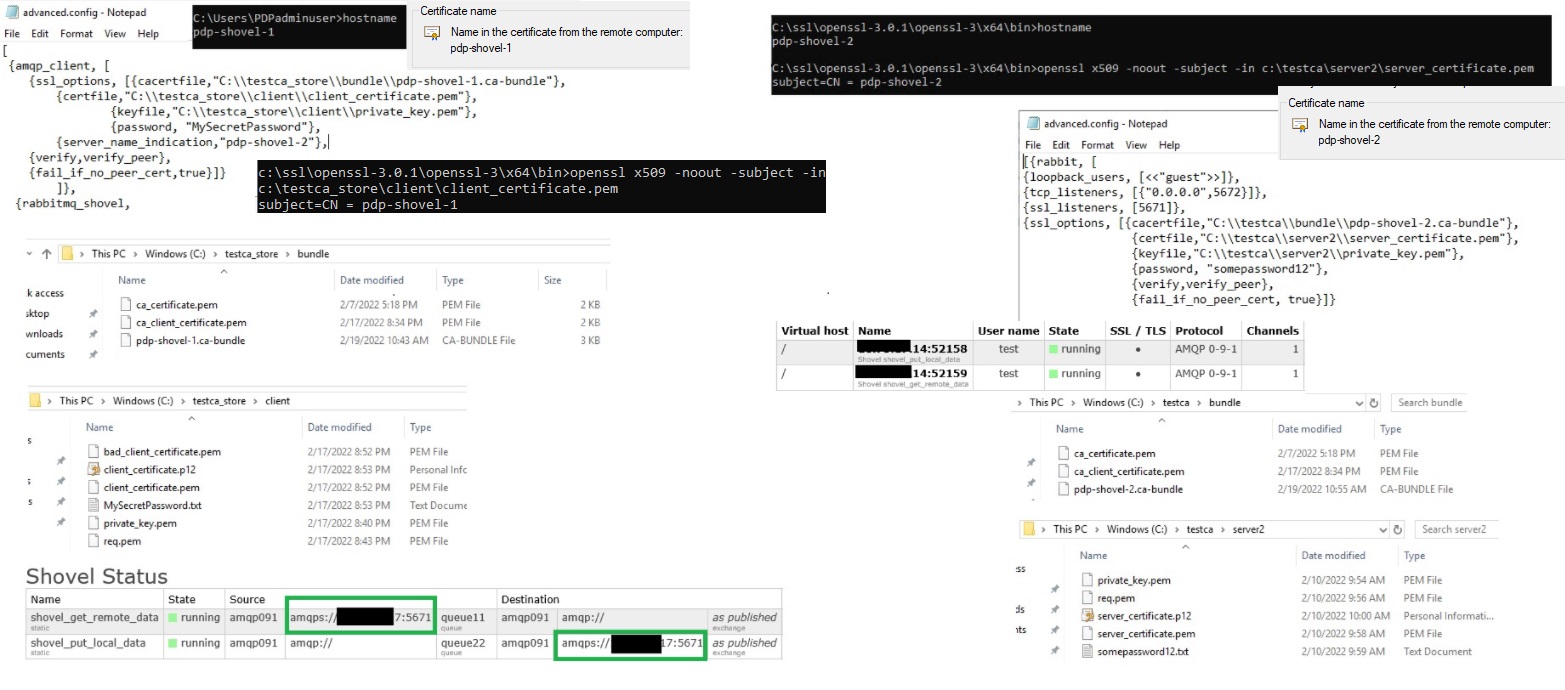 advanced.config - Notepad
File Edit Format View Help
[
{amqp_client, [
{ssl_options, [{cacertfile,"C:\\testca_store\\bundle\\pdp-shovel-1.ca-bundle"},
{certfile,"C:\\testca_store\\client\\client_certificate.pem"},
{keyfile,"C:\\testca_store\\client\\private_key.pem"},
{password, "MySecretPassword"},
{server_name_indication,"pdp-shovel-2"},
{verify,verify_peer},
{fail_if_no_peer_cert,true}]}
]},
{rabbitmq_shovel,
C:\Users\PDPadminuser>hostname
pdp-shovel-1
Certificate name
Name in the certificate from the remote computer:
pdp-shovel-1
c:\ssl\openssl-3.0.1\openssl-3\x64\bin>openssl x509 -noout -subject -in
c:\testca_store\client\client_certificate.pem
subject=CN = pdp-shovel-1
This PC > Windows (C:) > testca_store > bundle
Name Date modified Type Size
k access
sktop
wnloads
cuments
ca_certificate.pem 2/7/2022 5:18 PM PEM File 2 KB
ca_client_certificate.pem 2/17/2022 8:34 PM PEM File 2 KB
pdp-shovel-1.ca-bundle 2/19/2022 10:43 AM CA-BUNDLE File 3 KB
This PC > Windows (C:) > testca_store > client
Name Date modified Type
s
s
s
bad_client_certificate.pem 2/17/2022 8:52 PM PEM File
client_certificate.p12 2/17/2022 8:53 PM Personal Infc
client_certificate.pem 2/17/2022 8:52 PM PEM File
MySecretPassword.txt 2/17/2022 8:53 PM Text Docume
private_key.pem 2/17/2022 8:40 PM PEM File
req.pem 2/17/2022 8:43 PM PEM File
Shovel Status
Name State Source Destination
shovel_get_remote_data running amqp091 amqps:// 7:5671 queue11 amqp091 amqp:// as published
static queue exchange
shovel_put_local_data running amqp091 amqp:// queue22 amqp091 amqps:// 17:5671 as published
static queue exchange
C:\ssl\openssl-3.0.1\openssl-3\x64\bin>hostname
pdp-shovel-2
C:\ssl\openssl-3.0.1\openssl-3\x64\bin>openssl x509 -noout -subject -in c:\testca\server2\server_certificate.pem
subject=CN = pdp-shovel-2
Certificate name
Name in the certificate from the remote computer:
pdp-shovel-2
advanced.config - Notepad
File Edit Format View Help
[{rabbit, [
{loopback_users, [<<"guest">>]},
{tcp_listeners, [{"0.0.0.0",5672}]},
{ssl_listeners, [5671]},
{ssl_options, [{cacertfile,"C:\\testca\\bundle\\pdp-shovel-2.ca-bundle"},
{certfile,"C:\\testca\\server2\\server_certificate.pem"},
{keyfile,"C:\\testca\\server2\\private_key.pem"},
{password, "somepassword12"},
{verify,verify_peer},
{fail_if_no_peer_cert, true}]}
Virtual host Name User name State SSL / TLS Protocol Channels
/ 14:52158 test running • AMQP 0-9-1 1
Shovel shovel_put_local_data
/ 14:52159 test running • AMQP 0-9-1 1
Shovel shovel_get_remote_data
This PC > Windows (C:) > testca > bundle Search bundle
Name Date modified Type
ca_certificate.pem 2/7/2022 5:18 PM PEM File
ca_client_certificate.pem 2/17/2022 8:34 PM PEM File
pdp-shovel-2.ca-bundle 2/19/2022 10:55 AM CA-BUNDLE File
This PC > Windows (C:) > testca > server2 Search server2
Name Date modified Type
ess
ds
nts
private_key.pem 2/10/2022 9:54 AM PEM File
req.pem 2/10/2022 9:56 AM PEM File
server_certificate.p12 2/10/2022 10:00 AM Personal Informati...
server_certificate.pem 2/10/2022 9:58 AM PEM File
somepassword12.txt 2/10/2022 9:59 AM Text Document